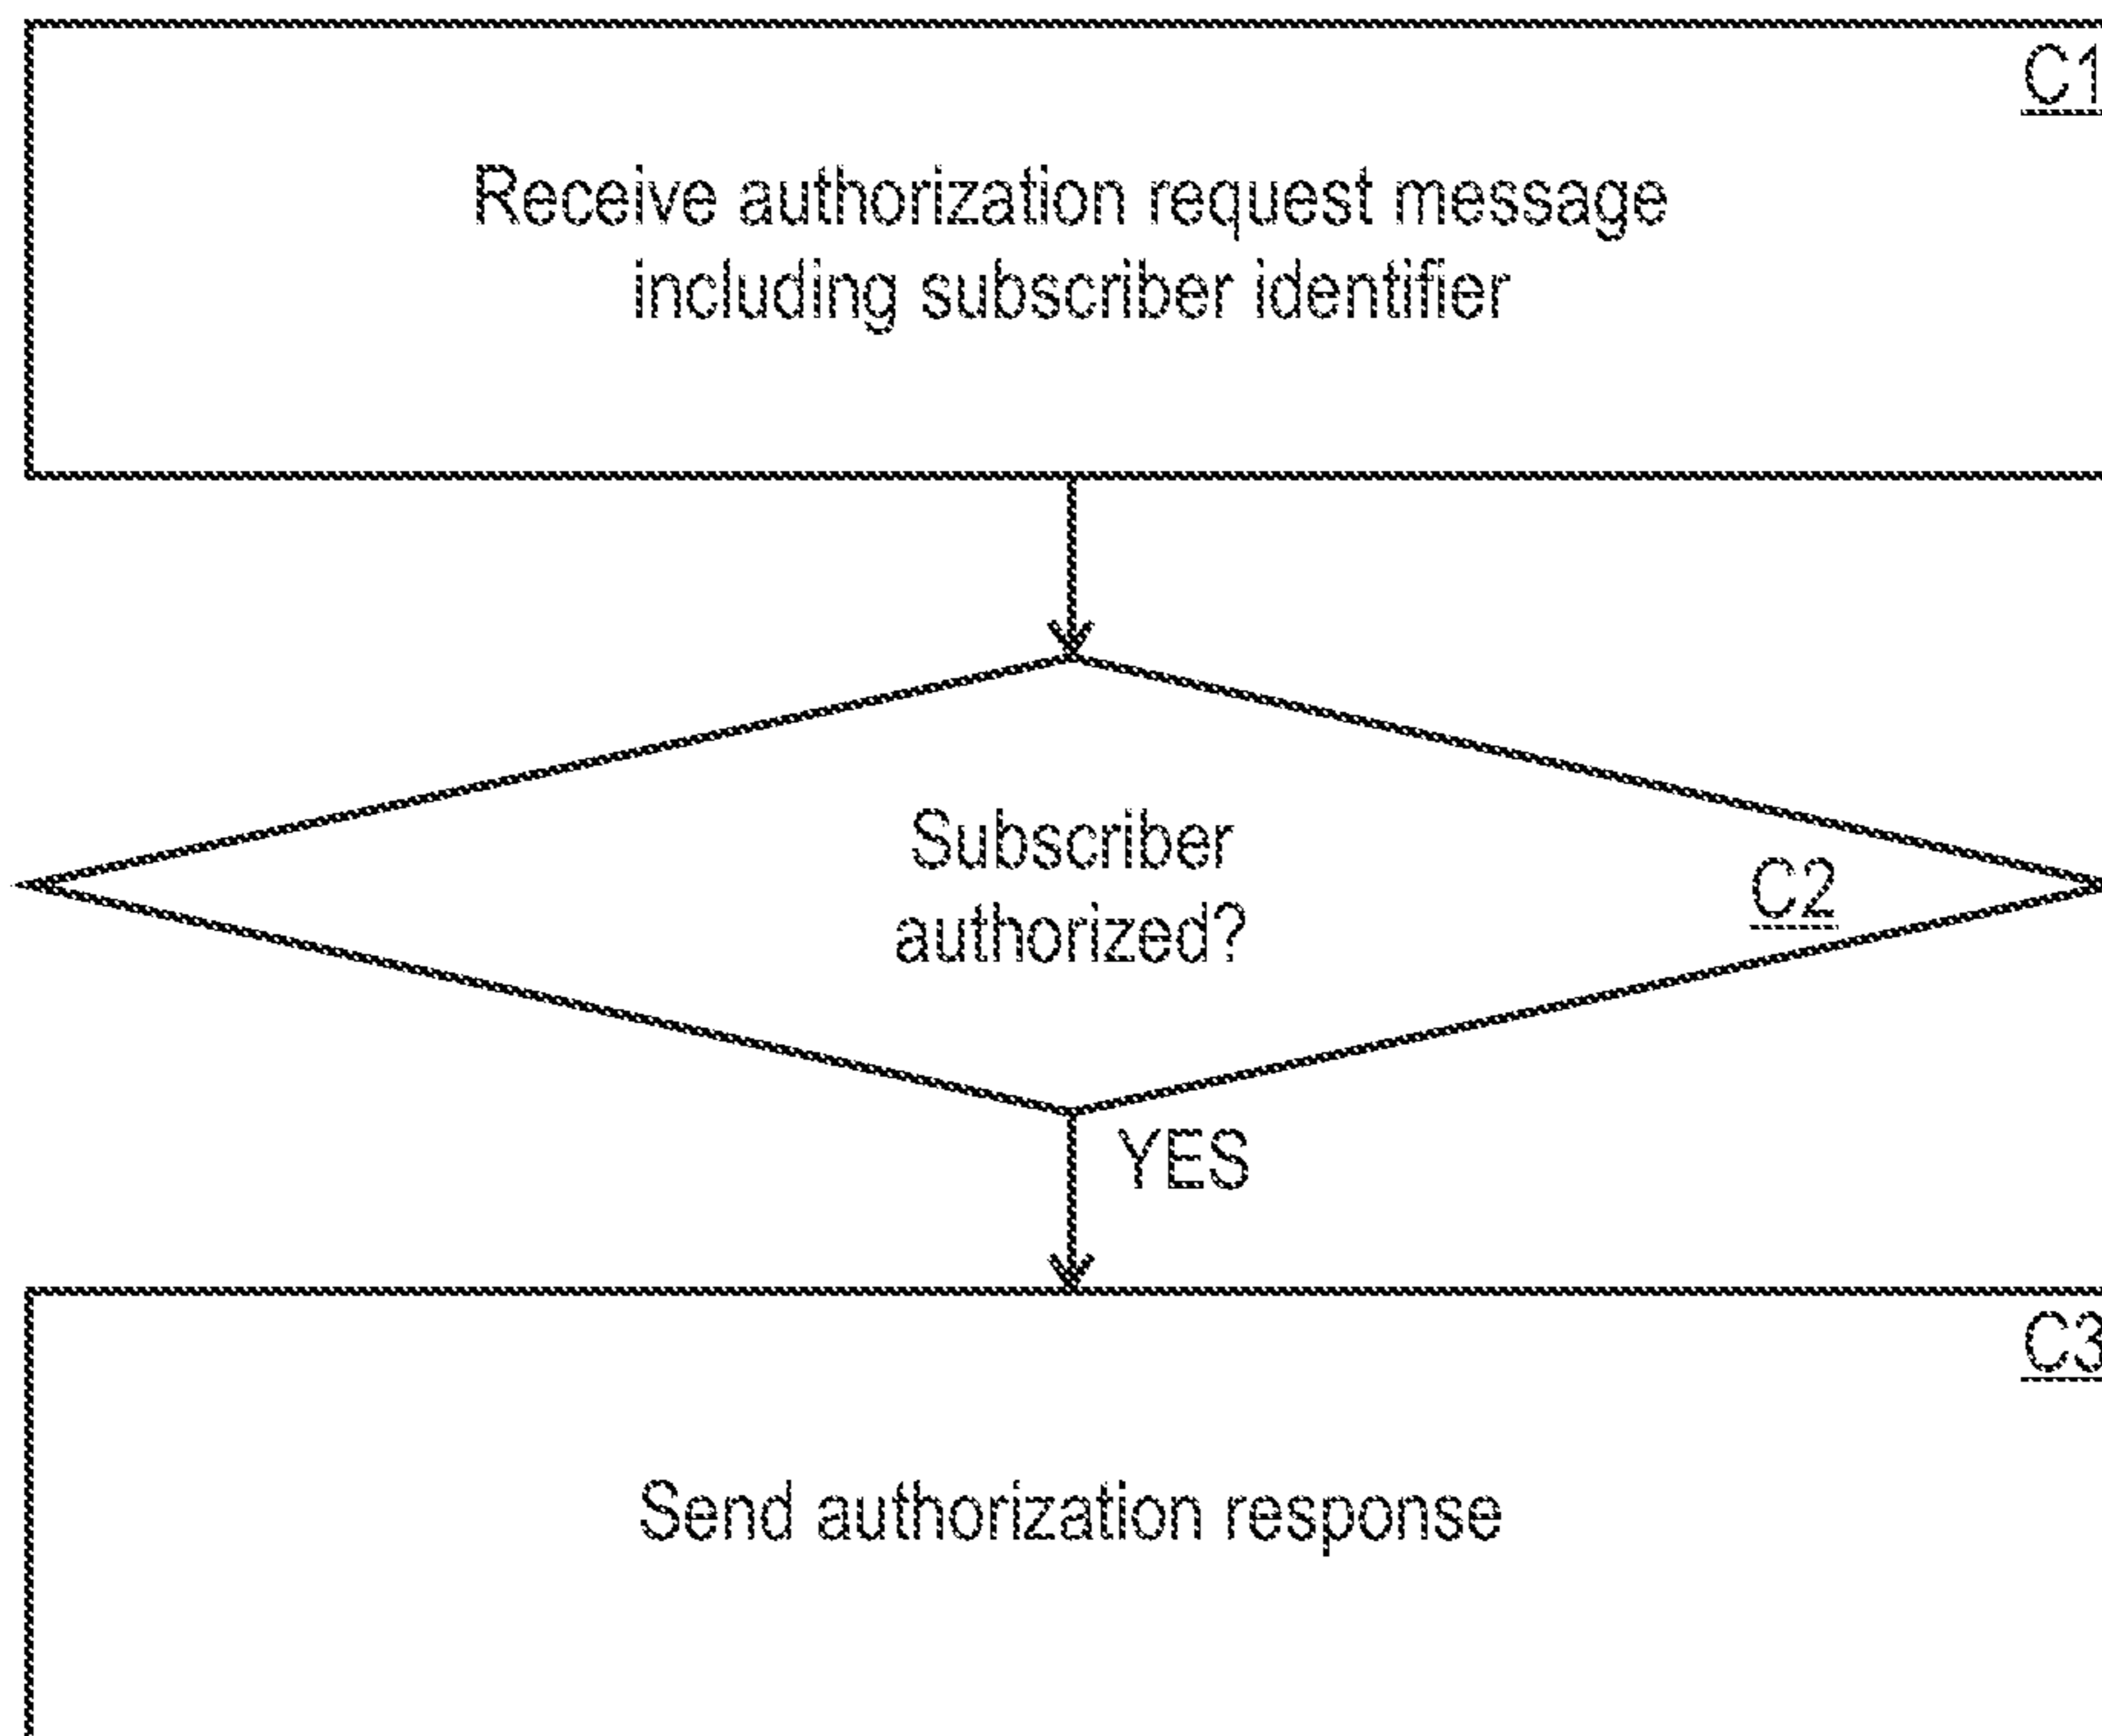 C1
Receive authorization request message
including subscriber identifier
Subscriber
authorized?
C2
YES
C3
Send authorization response